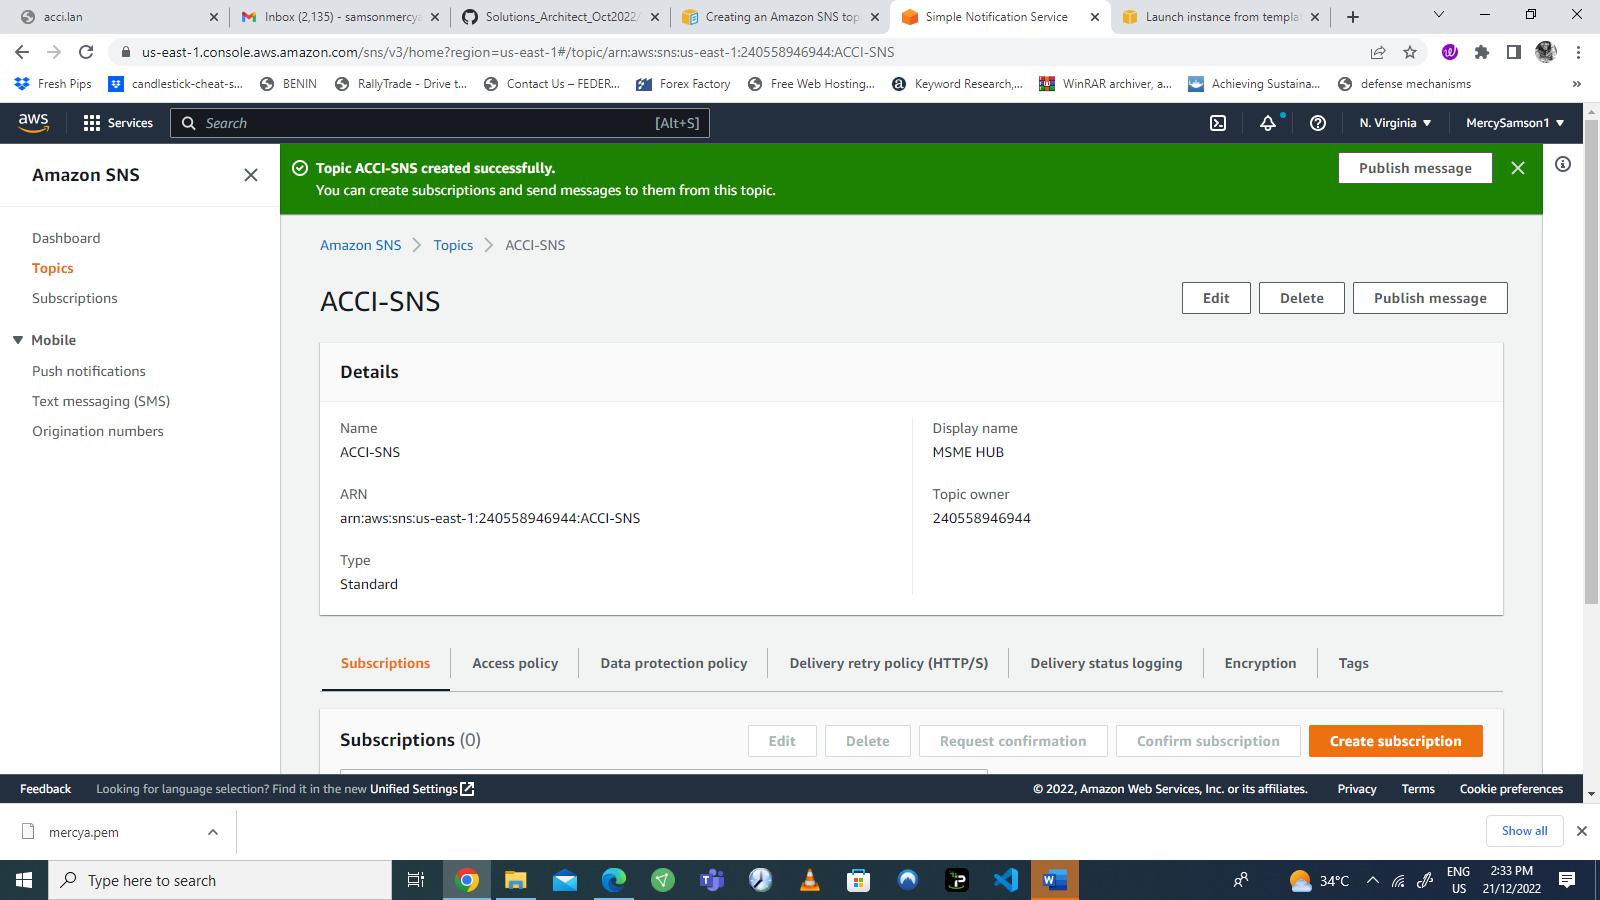 acci.lan
Inbox (2,135) - samsonmercya
Solutions_Architect_Oct2022/
Creating an Amazon SNS top
Simple Notification Service
Launch instance from templat
us-east-1.console.aws.amazon.com/sns/v3/home?region=us-east-1#/topic/arn:aws:sns:us-east-1:240558946944:ACCI-SNS
Fresh Pips
candlestick-cheat-s...
BENIN
RallyTrade - Drive t...
Contact Us – FEDER...
Forex Factory
Free Web Hosting...
Keyword Research,...
WinRAR archiver, a...
Achieving Sustaina...
defense mechanisms
»
aws
Services
Search
[Alt+S]
N. Virginia
MercySamson1
Amazon SNS
Dashboard
Topics
Subscriptions
Mobile
Push notifications
Text messaging (SMS)
Origination numbers
Topic ACCI-SNS created successfully.
You can create subscriptions and send messages to them from this topic.
Publish message
Amazon SNS
Topics
ACCI-SNS
ACCI-SNS
Edit
Delete
Publish message
Details
Name
ACCI-SNS
Display name
MSME HUB
ARN
arn:aws:sns:us-east-1:240558946944:ACCI-SNS
Topic owner
240558946944
Type
Standard
Subscriptions
Access policy
Data protection policy
Delivery retry policy (HTTP/S)
Delivery status logging
Encryption
Tags
Subscriptions (0)
Edit
Delete
Request confirmation
Confirm subscription
Create subscription
Feedback
Looking for language selection? Find it in the new Unified Settings
© 2022, Amazon Web Services, Inc. or its affiliates.
Privacy
Terms
Cookie preferences
mercya.pem
Show all
Type here to search
34°C
ENG
US
2:33 PM
21/12/2022